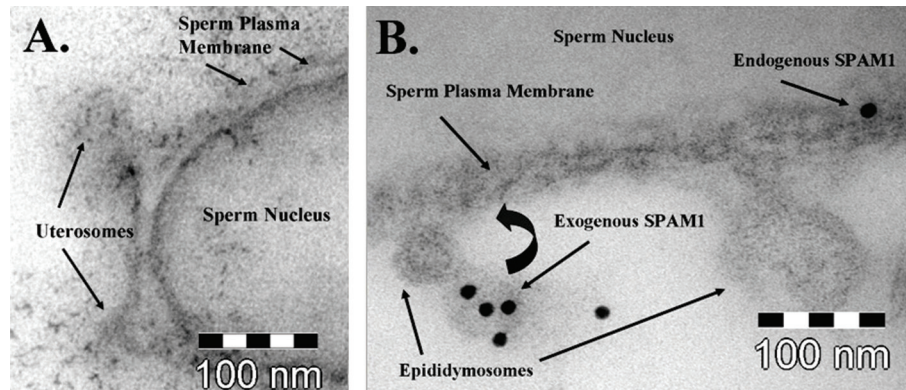 A.
Sperm Plasma
Membrane
Sperm Nucleus
Uterosomes
100 nm
B.
Sperm Nucleus
Endogenous SPAM1
Sperm Plasma Membrane
Exogenous SPAM1
Epididymosomes
100 nm